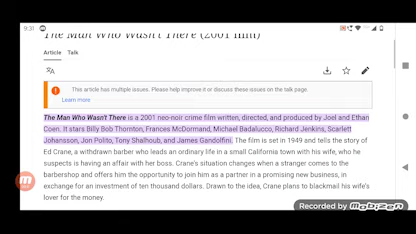 9:31
The Man Who Wasn't There (2001 film)
Article Talk
This article has multiple issues. Please help improve it or discuss these issues on the talk page.
Learn more
The Man Who Wasn't There is a 2001 neo-noir crime film written, directed, and produced by Joel and Ethan
Coen. It stars Billy Bob Thornton, Frances McDormand, Michael Badalucco, Richard Jenkins, Scarlett
Johansson, Jon Polito, Tony Shalhoub, and James Gandolfini. The film is set in 1949 and tells the story of
Ed Crane, a withdrawn barber who leads an ordinary life in a small California town with his wife, who he
suspects is having an affair with her boss. Crane's situation changes when a stranger comes to the
barbershop and offers him the opportunity to join him as a partner in a promising new business, in
exchange for an investment of ten thousand dollars. Drawn to the idea, Crane plans to blackmail his wife's
lover for the money.
Recorded by mobizen